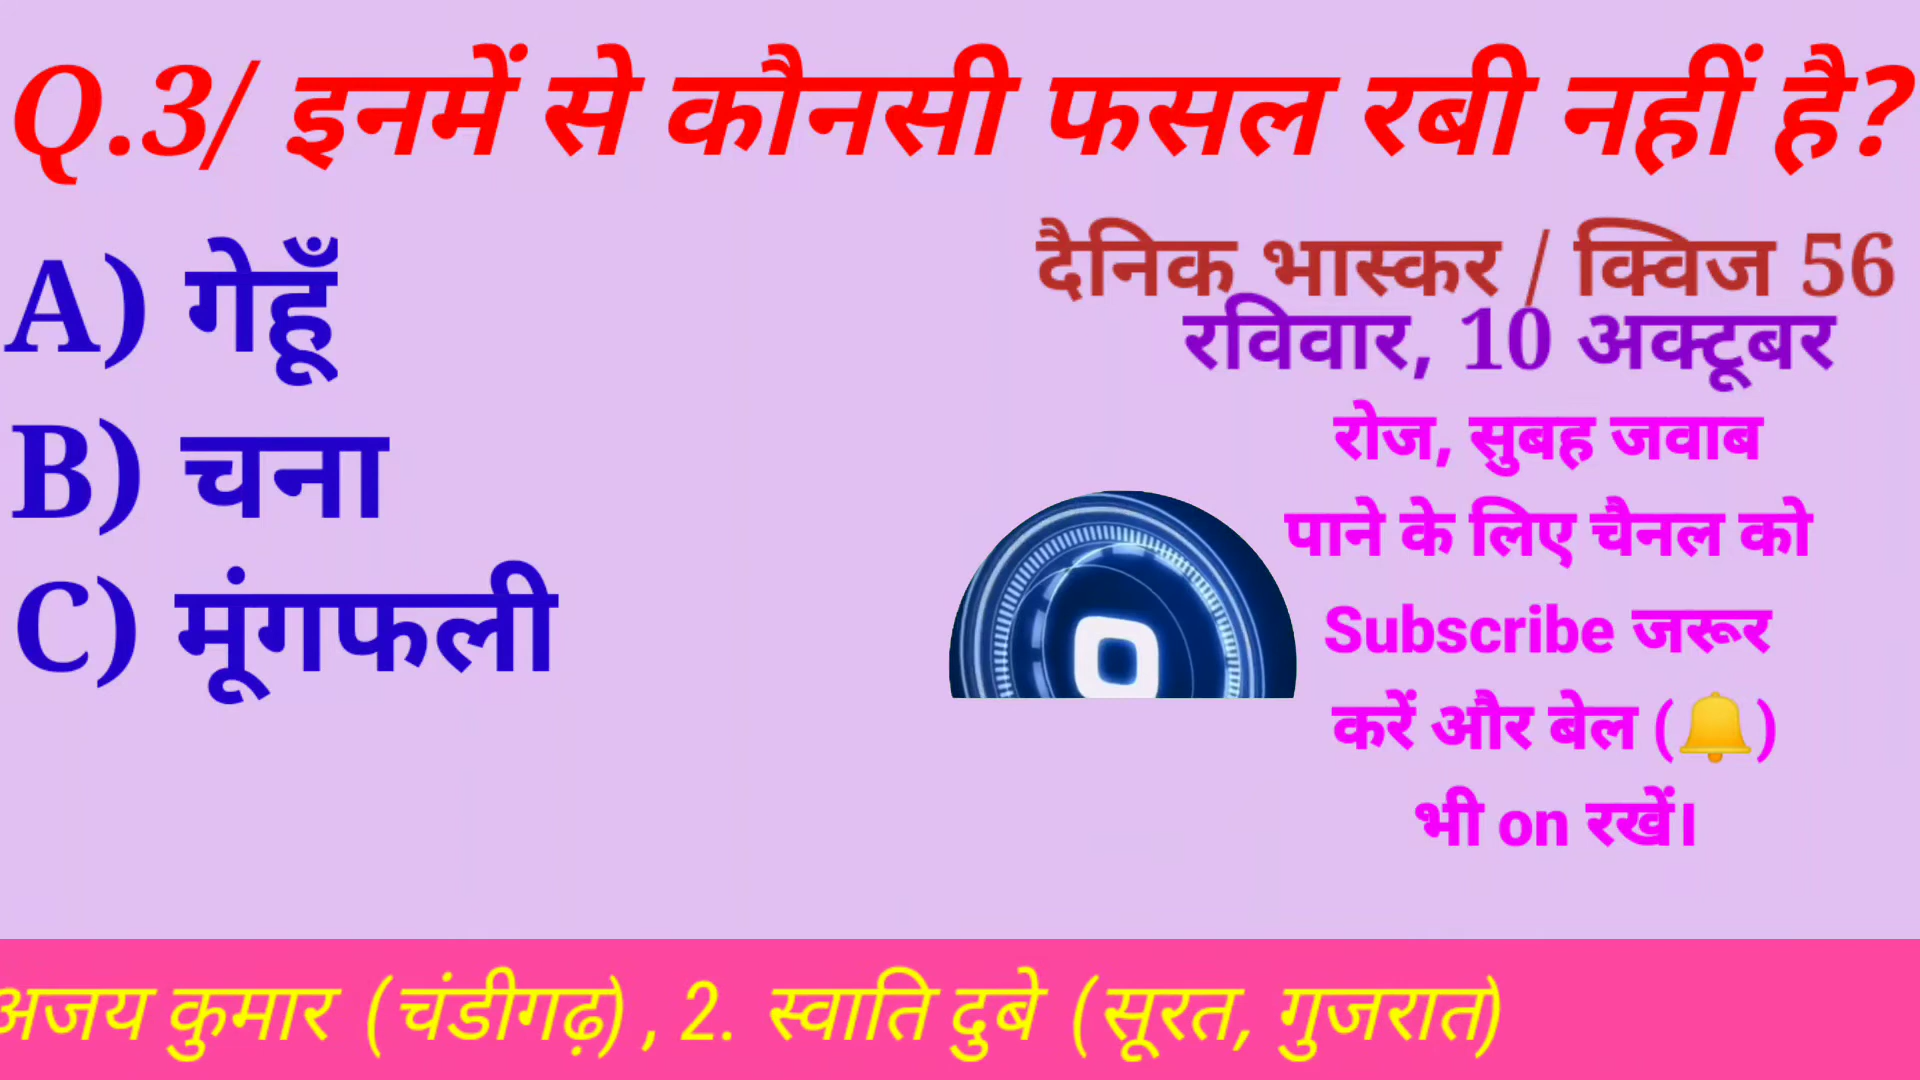 Q.3/ इनमें से कौनसी फसल रबी नहीं है?
A) गेहूँ
B) चना
C) मूंगफली
दैनिक भास्कर / क्विज 56
रविवार, 10 अक्टूबर
रोज, सुबह जवाब
पाने के लिए चैनल को
Subscribe जरूर
करें और बेल (🔔)
भी on रखें।
अजय कुमार (चंडीगढ़) , 2. स्वाति दुबे (सूरत, गुजरात)